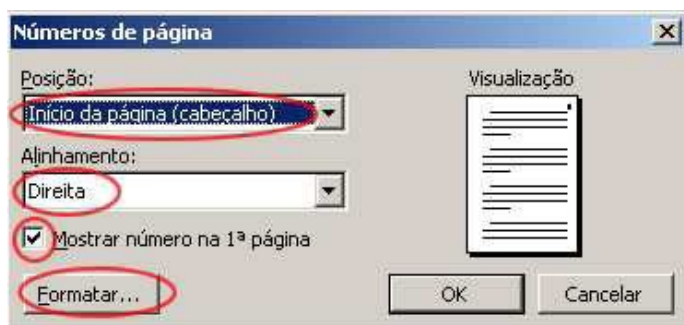 Números de página
Posição:
Visualização
Início da página (cabeçalho)
Alinhamento:
Direita
Mostrar número na 1ª página
Formatar...
OK
Cancelar